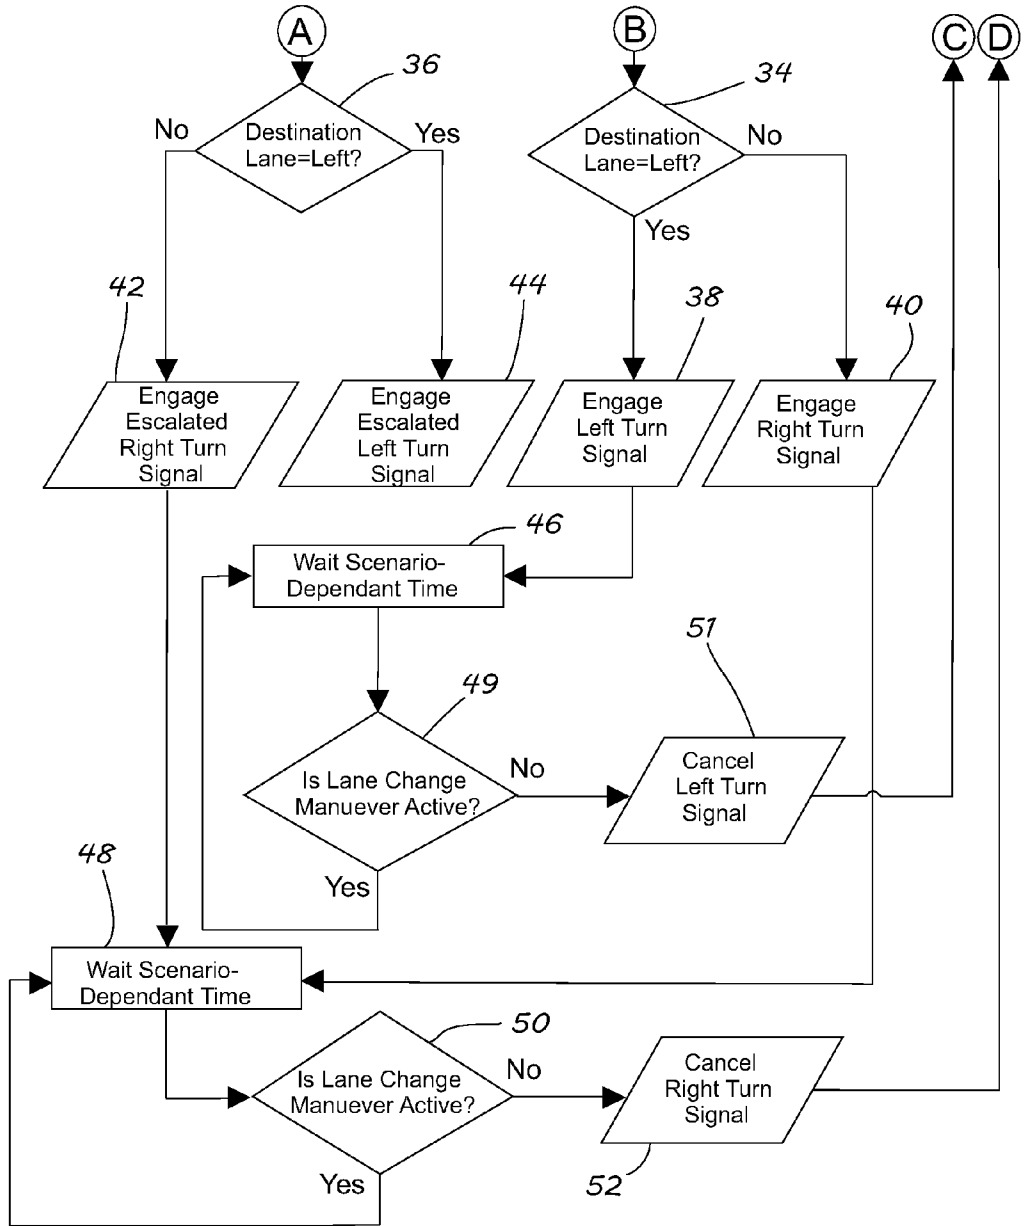 A
B
C
D
36
34
Destination
Lane=Left?
No
Yes
Destination
Lane=Left?
No
Yes
42
44
38
40
Engage
Escalated
Right Turn
Signal
Engage
Escalated
Left Turn
Signal
Engage
Left Turn
Signal
Engage
Right Turn
Signal
46
Wait Scenario-
Dependant Time
51
49
Is Lane Change
Manuever Active?
No
Yes
Cancel
Left Turn
Signal
48
Wait Scenario-
Dependant Time
50
Is Lane Change
Manuever Active?
No
Yes
Cancel
Right Turn
Signal
52